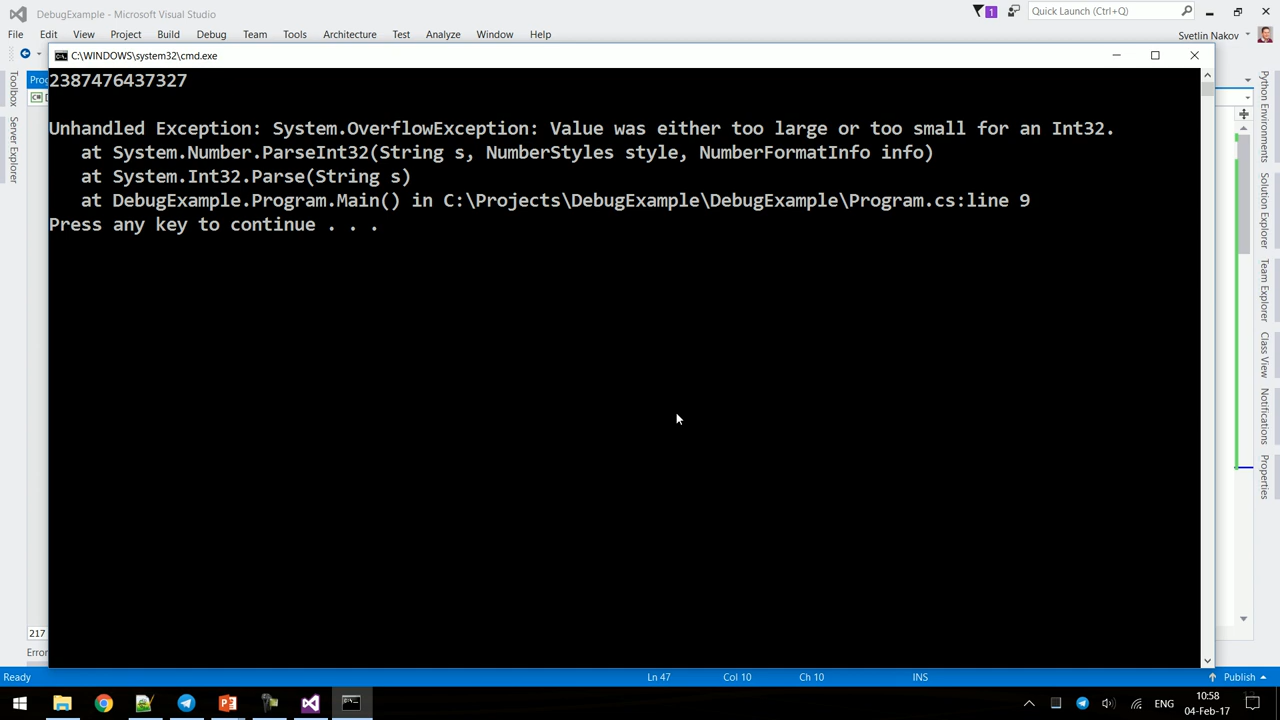 DebugExample - Microsoft Visual Studio
1
Quick Launch (Ctrl+Q)
File Edit View Project Build Debug Team Tools Architecture Test Analyze Window Help
Svetlin Nakov
C:\WINDOWS\system32\cmd.exe
2387476437327
Unhandled Exception: System.OverflowException: Value was either too large or too small for an Int32.
at System.Number.ParseInt32(String s, NumberStyles style, NumberFormatInfo info)
at System.Int32.Parse(String s)
at DebugExample.Program.Main() in C:\Projects\DebugExample\DebugExample\Program.cs:line 9
Press any key to continue . . .
Toolbox
Server Explorer
Python Environments
Solution Explorer
Team Explorer
Class View
Notifications
Properties
217
Ready Ln 47 Col 10 Ch 10 INS Publish
ENG
10:58
04-Feb-17